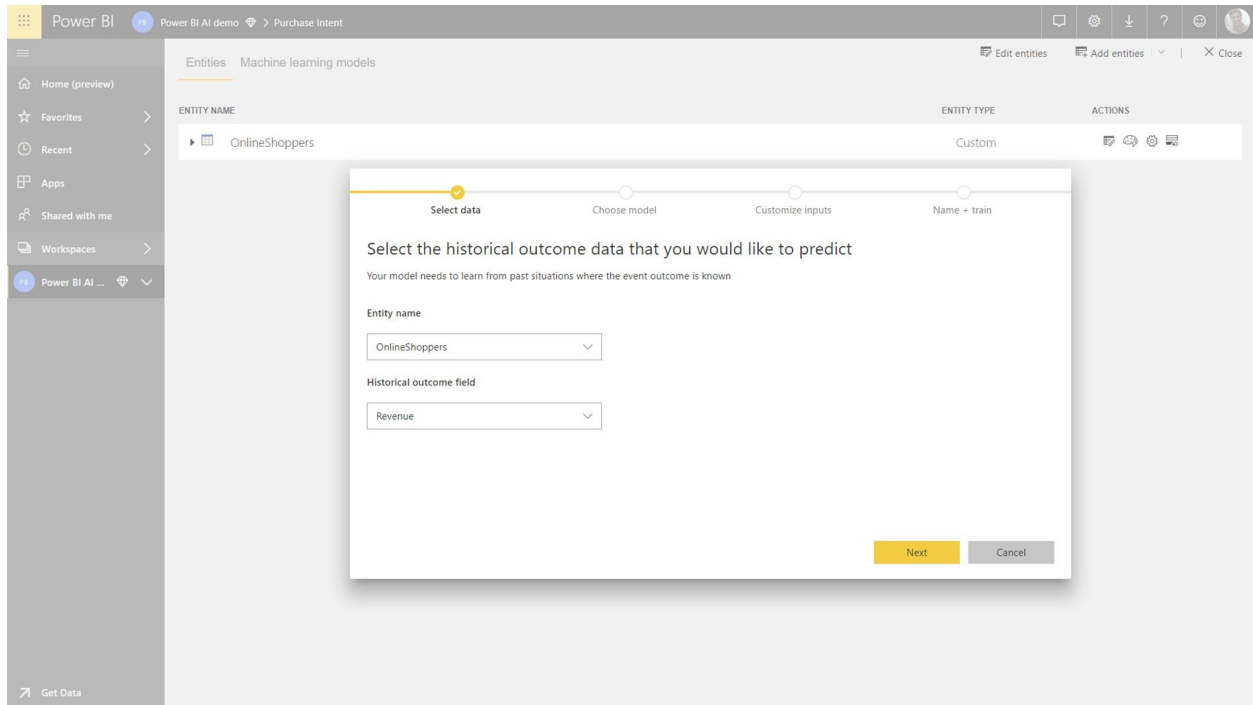 Power BI PB Power BI AI demo > Purchase Intent ?
Entities Machine learning models
Edit entities Add entities | Close
Home (preview)
Favorites
Recent
Apps
Shared with me
Workspaces
PB Power BI AI ...
Get Data
ENTITY NAME ENTITY TYPE ACTIONS
OnlineShoppers Custom
Select data Choose model Customize inputs Name + train
Select the historical outcome data that you would like to predict
Your model needs to learn from past situations where the event outcome is known
Entity name
OnlineShoppers
Historical outcome field
Revenue
Next Cancel